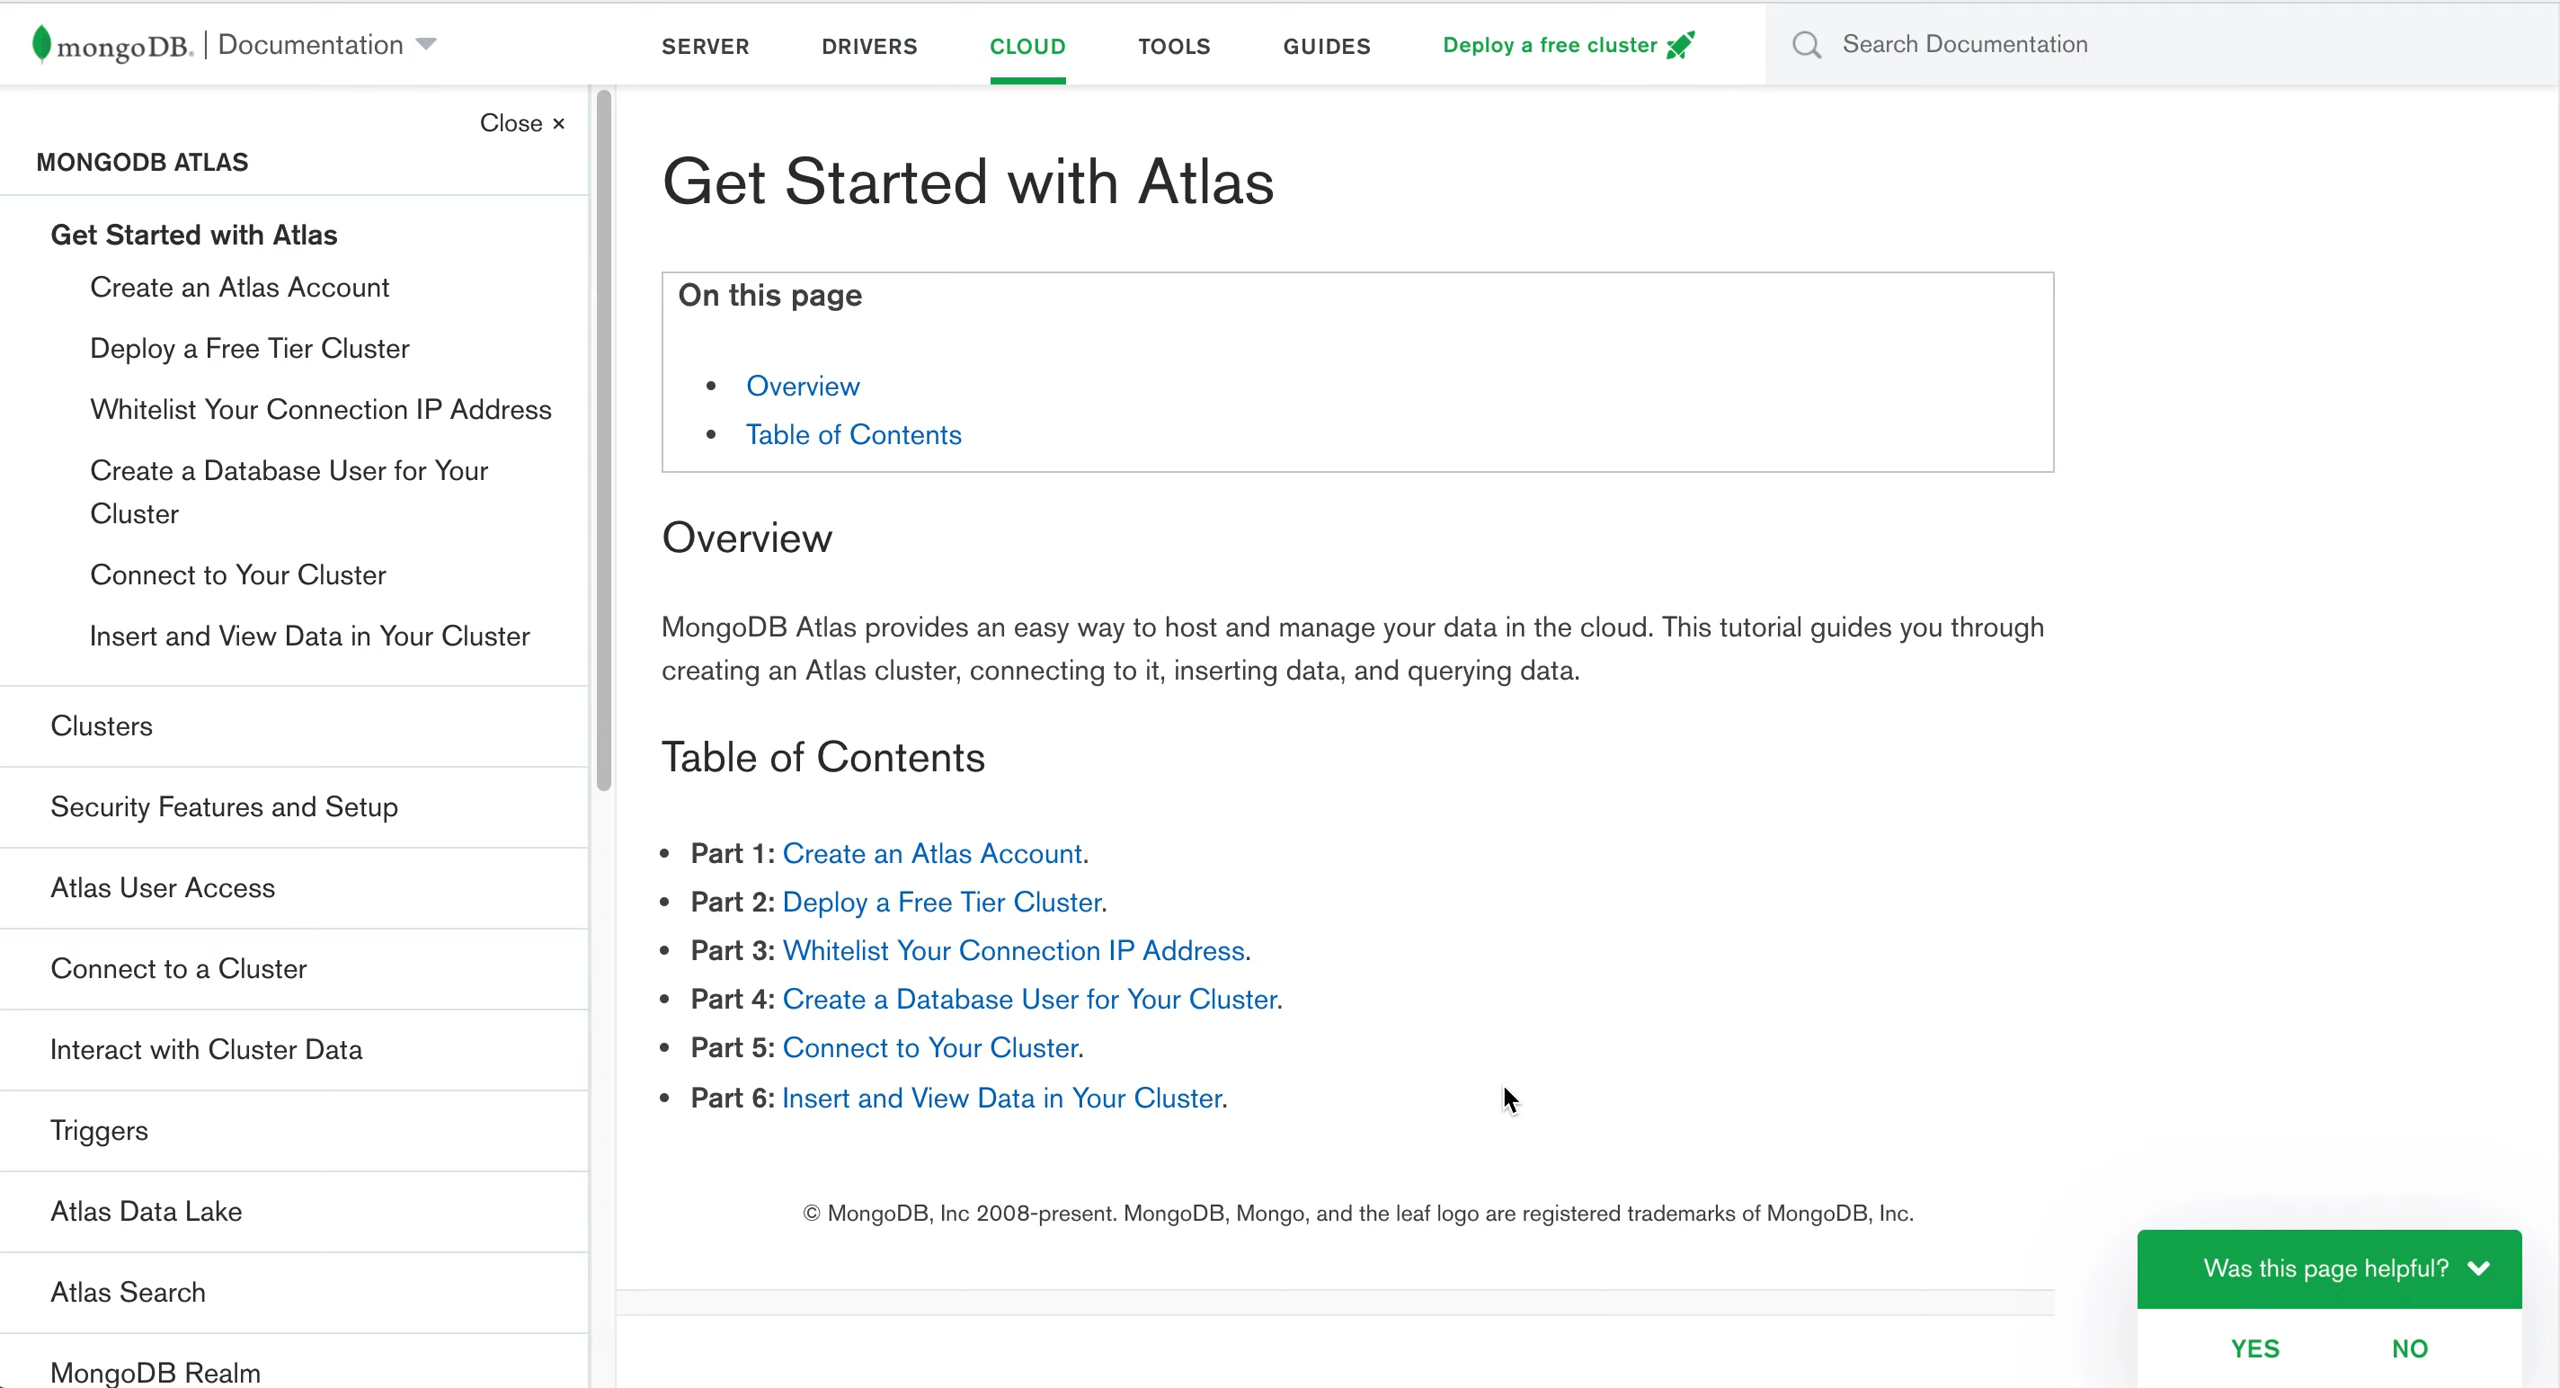 mongoDB. | Documentation
SERVER
DRIVERS
CLOUD
TOOLS
GUIDES
Deploy a free cluster
Search Documentation
Close ×
MONGODB ATLAS
Get Started with Atlas
Create an Atlas Account
Deploy a Free Tier Cluster
Whitelist Your Connection IP Address
Create a Database User for Your
Cluster
Connect to Your Cluster
Insert and View Data in Your Cluster
Clusters
Security Features and Setup
Atlas User Access
Connect to a Cluster
Interact with Cluster Data
Triggers
Atlas Data Lake
Atlas Search
MongoDB Realm
Get Started with Atlas
On this page
• Overview
• Table of Contents
Overview
MongoDB Atlas provides an easy way to host and manage your data in the cloud. This tutorial guides you through
creating an Atlas cluster, connecting to it, inserting data, and querying data.
Table of Contents
• Part 1: Create an Atlas Account.
• Part 2: Deploy a Free Tier Cluster.
• Part 3: Whitelist Your Connection IP Address.
• Part 4: Create a Database User for Your Cluster.
• Part 5: Connect to Your Cluster.
• Part 6: Insert and View Data in Your Cluster.
© MongoDB, Inc 2008-present. MongoDB, Mongo, and the leaf logo are registered trademarks of MongoDB, Inc.
Was this page helpful?
YES
NO